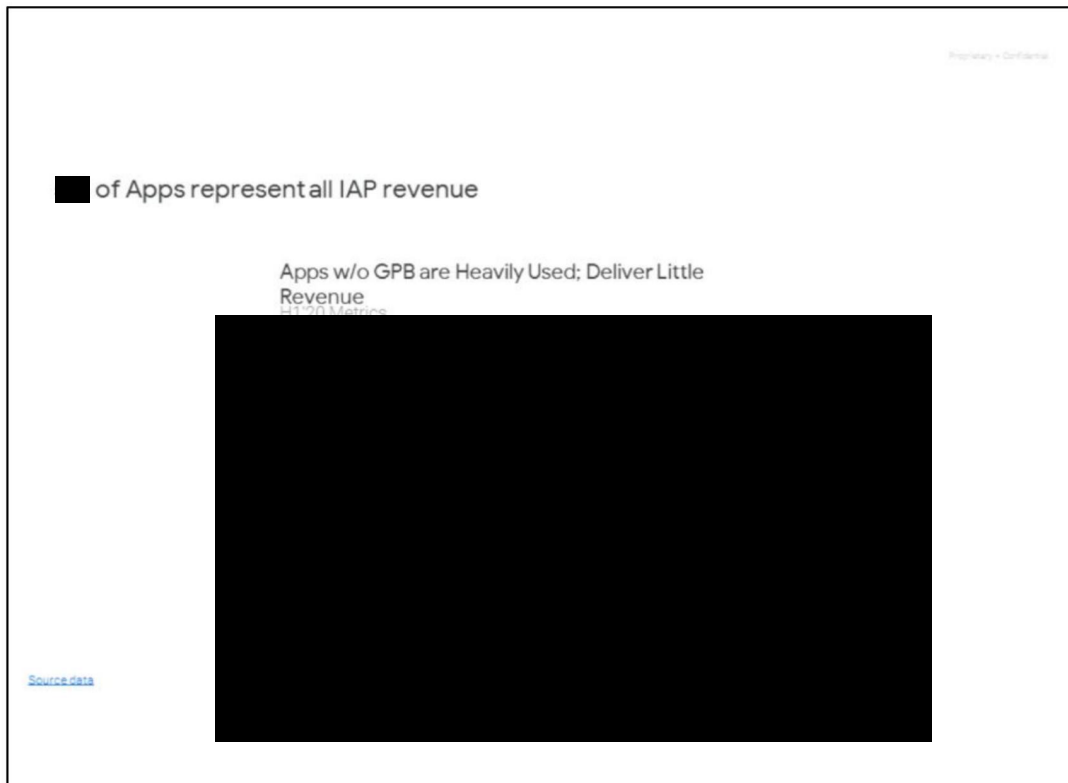 Proprietary + Confidential
of Apps represent all IAP revenue
Apps w/o GPB are Heavily Used; Deliver Little
Revenue
H1'20 Metrics
Source data